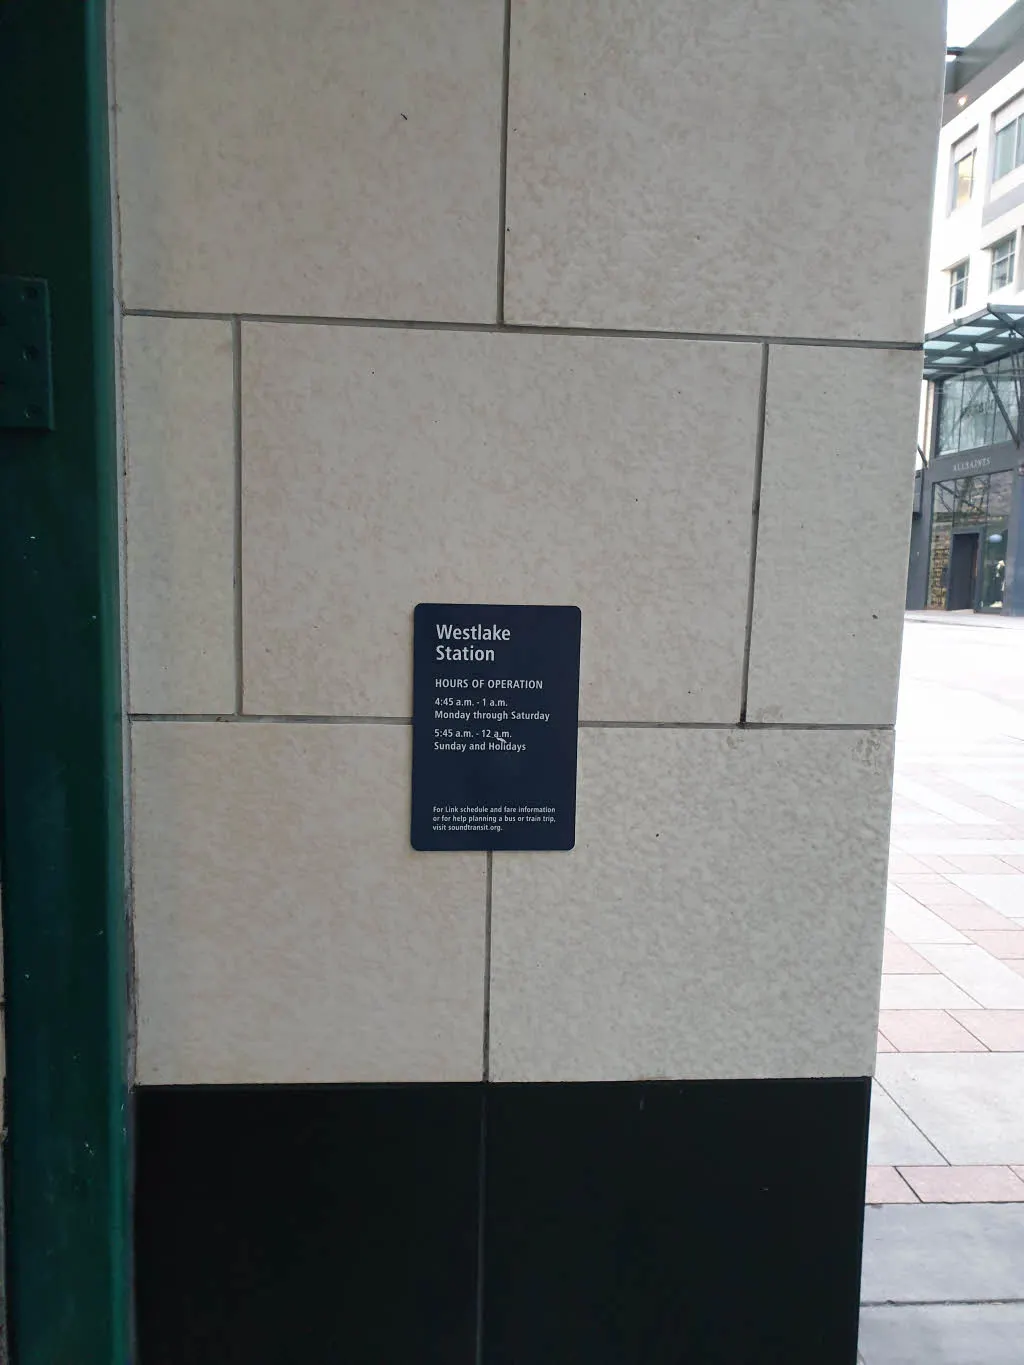 ALLSAINTS
Westlake
Station
HOURS OF OPERATION
4:45 a.m. - 1 a.m.
Monday through Saturday
5:45 a.m. - 12 a.m.
Sunday and Holidays
For Link schedule and fare information
or for help planning a bus or train trip,
visit soundtransit.org.